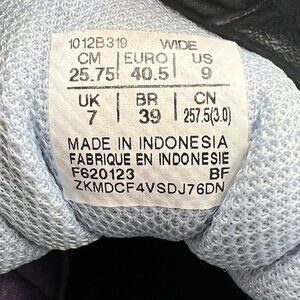 1012B319 WIDE
CM EURO US
25.75 40.5 9
UK BR CN
7 39 257.5(3.0)
MADE IN INDONESIA
FABRIQUE EN INDONESIE
F620123 BF
ZKMDCF4VSDJ76DN